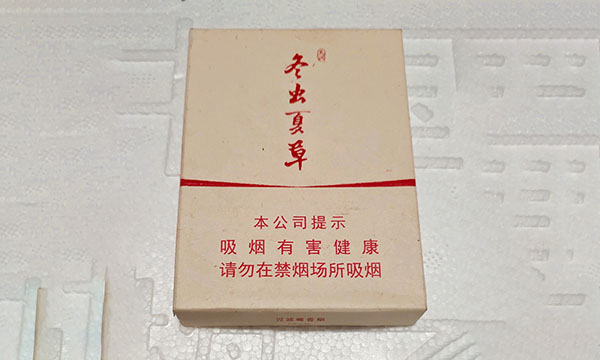 冬虫夏草
本公司提示
吸烟有害健康
请勿在禁烟场所吸烟